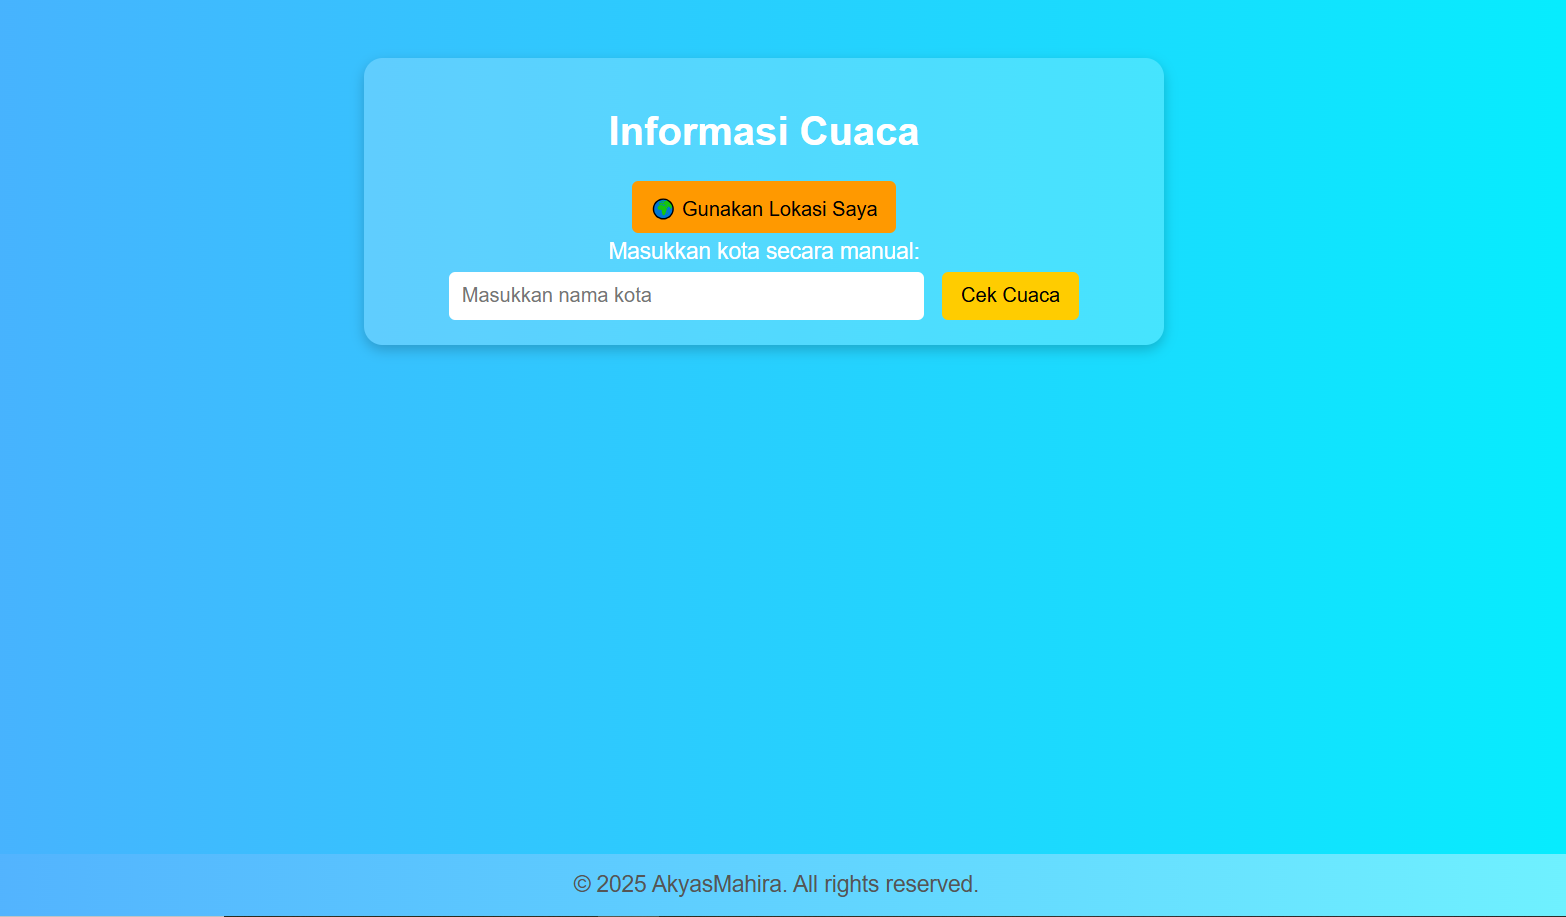 Informasi Cuaca
🌍 Gunakan Lokasi Saya
Masukkan kota secara manual:
Masukkan nama kota Cek Cuaca
© 2025 AkyasMahira. All rights reserved.